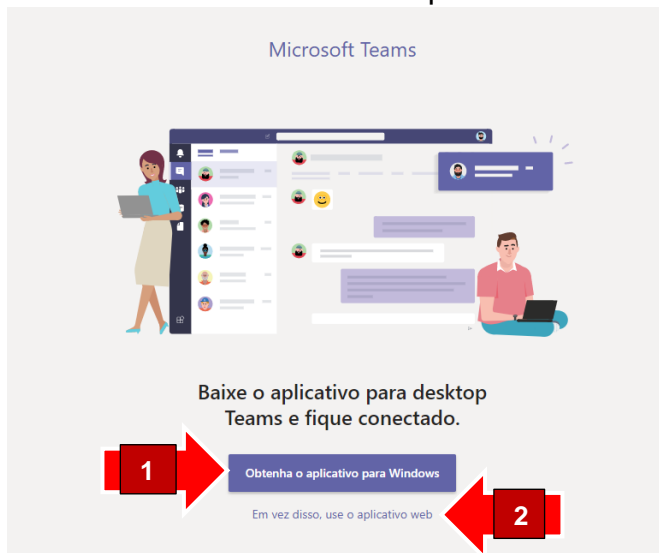 Microsoft Teams
Baixe o aplicativo para desktop
Teams e fique conectado.
1
Obtenha o aplicativo para Windows
Em vez disso, use o aplicativo web
2